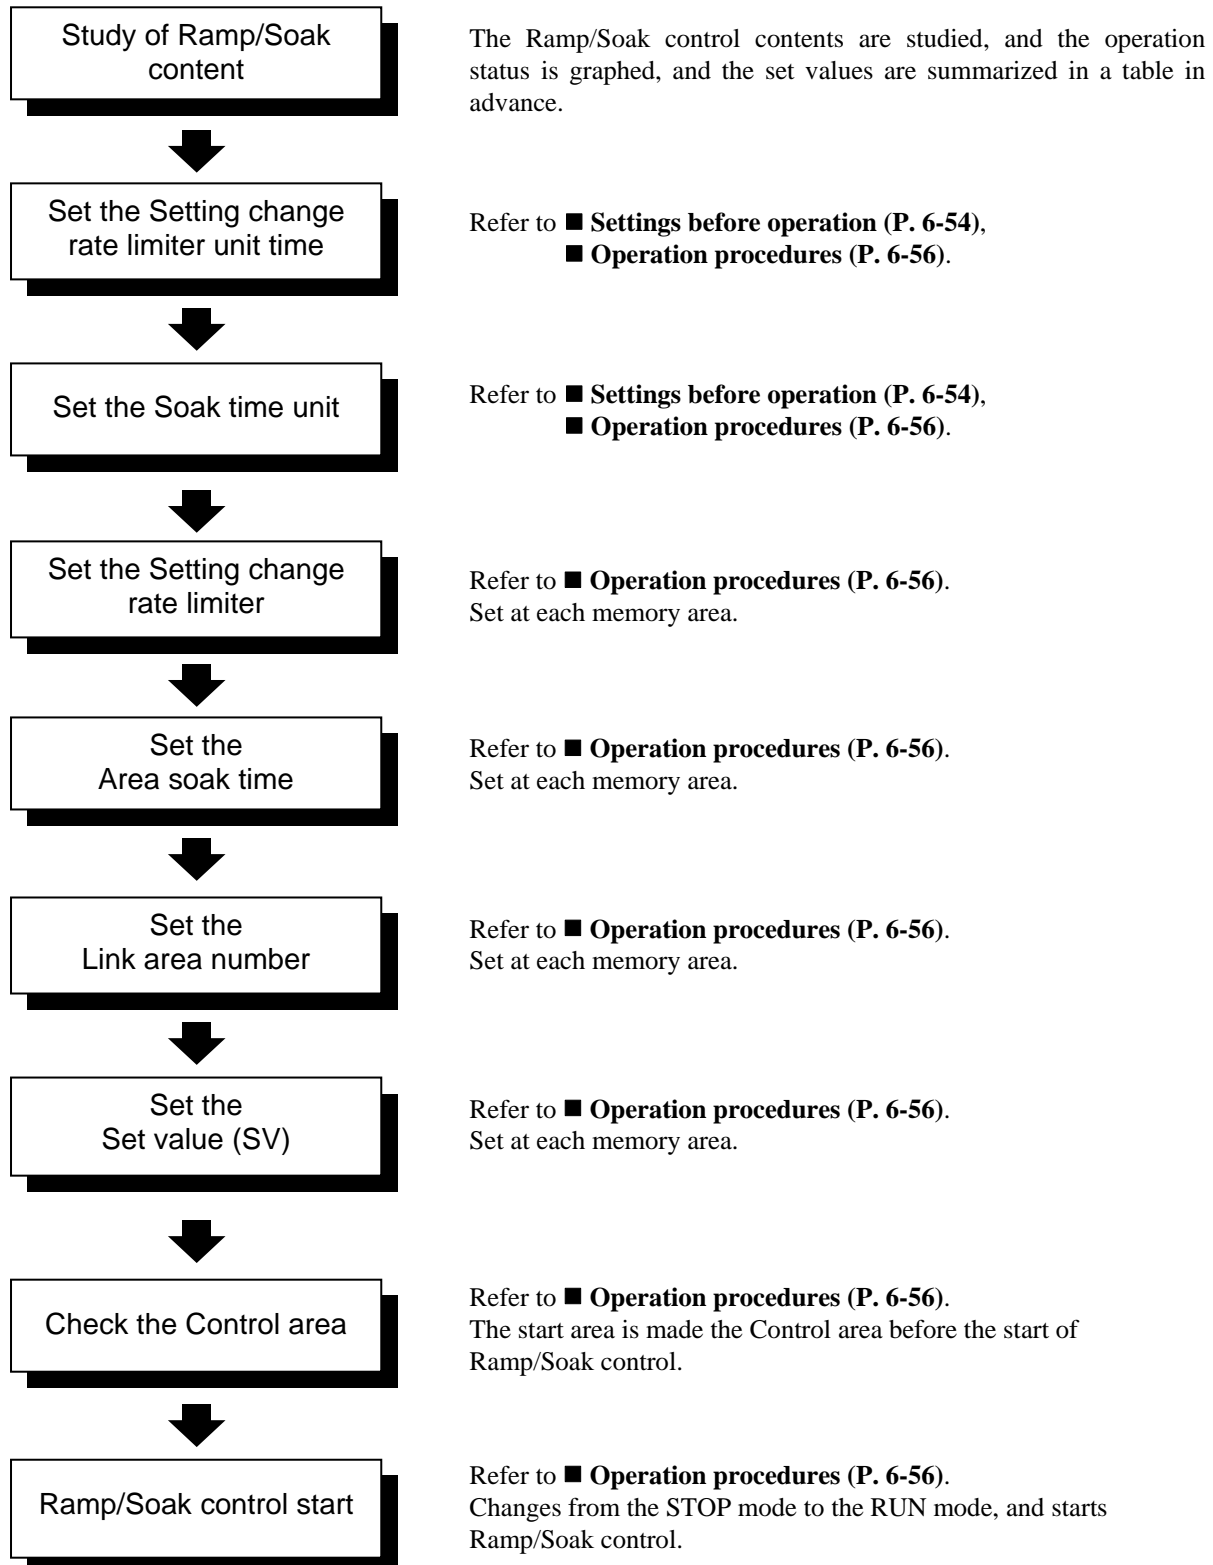 Study of Ramp/Soak
content
The Ramp/Soak control contents are studied, and the operation
status is graphed, and the set values are summarized in a table in
advance.
Set the Setting change
rate limiter unit time
Refer to ■ Settings before operation (P. 6-54),
■ Operation procedures (P. 6-56).
Set the Soak time unit
Refer to ■ Settings before operation (P. 6-54),
■ Operation procedures (P. 6-56).
Set the Setting change
rate limiter
Refer to ■ Operation procedures (P. 6-56).
Set at each memory area.
Set the
Area soak time
Refer to ■ Operation procedures (P. 6-56).
Set at each memory area.
Set the
Link area number
Refer to ■ Operation procedures (P. 6-56).
Set at each memory area.
Set the
Set value (SV)
Refer to ■ Operation procedures (P. 6-56).
Set at each memory area.
Check the Control area
Refer to ■ Operation procedures (P. 6-56).
The start area is made the Control area before the start of
Ramp/Soak control.
Ramp/Soak control start
Refer to ■ Operation procedures (P. 6-56).
Changes from the STOP mode to the RUN mode, and starts
Ramp/Soak control.